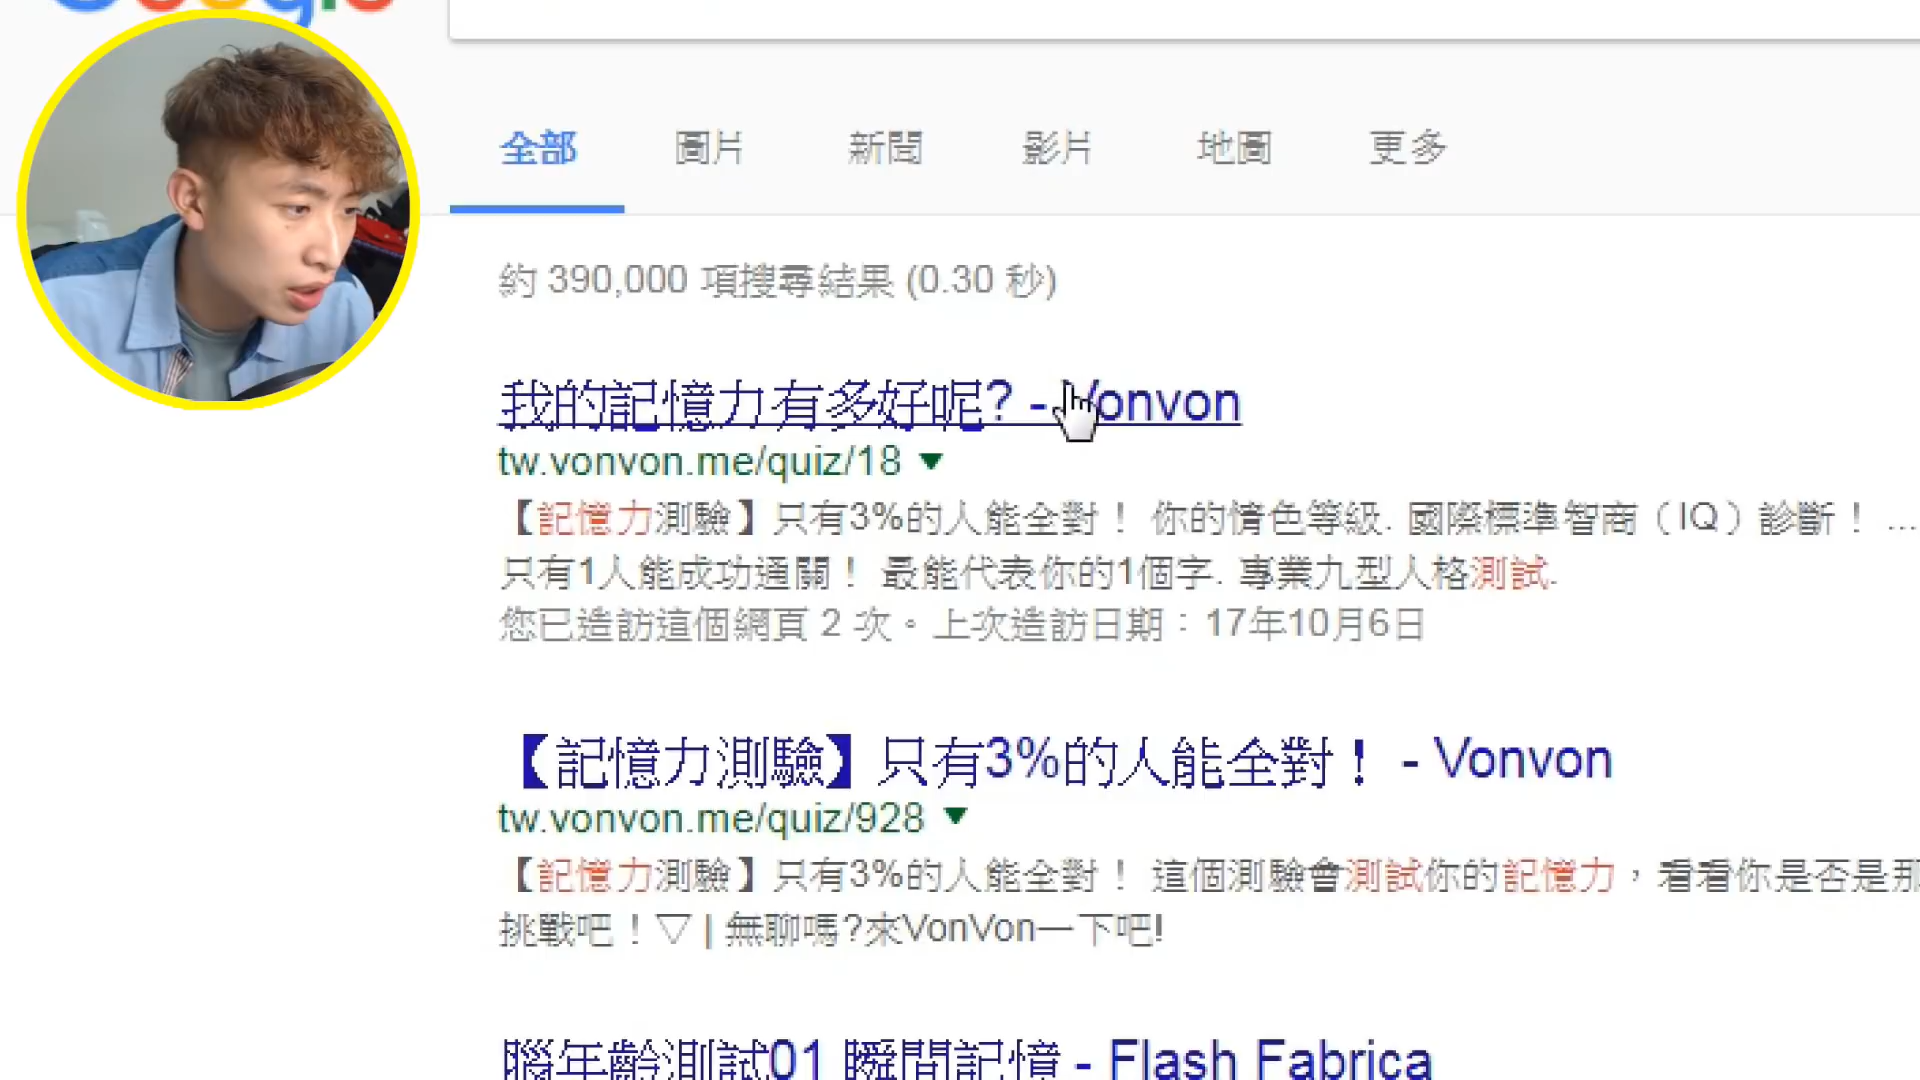 全部 圖片 新聞 影片 地圖 更多
約 390,000 項搜尋結果 (0.30 秒)
我的記憶力有多好呢? - Vonvon
tw.vonvon.me/quiz/18
【記憶力測驗】只有3%的人能全對！ 你的情色等級. 國際標準智商（IQ）診斷！ ...
只有1人能成功通關！ 最能代表你的1個字. 專業九型人格測試.
您已造訪這個網頁 2 次。上次造訪日期：17年10月6日
【記憶力測驗】只有3%的人能全對！ - Vonvon
tw.vonvon.me/quiz/928
【記憶力測驗】只有3%的人能全對！ 這個測驗會測試你的記憶力，看看你是否是那
挑戰吧！▽ | 無聊嗎?來VonVon一下吧!
腦年齡測試01 瞬間記憶 - Flash Fabrica